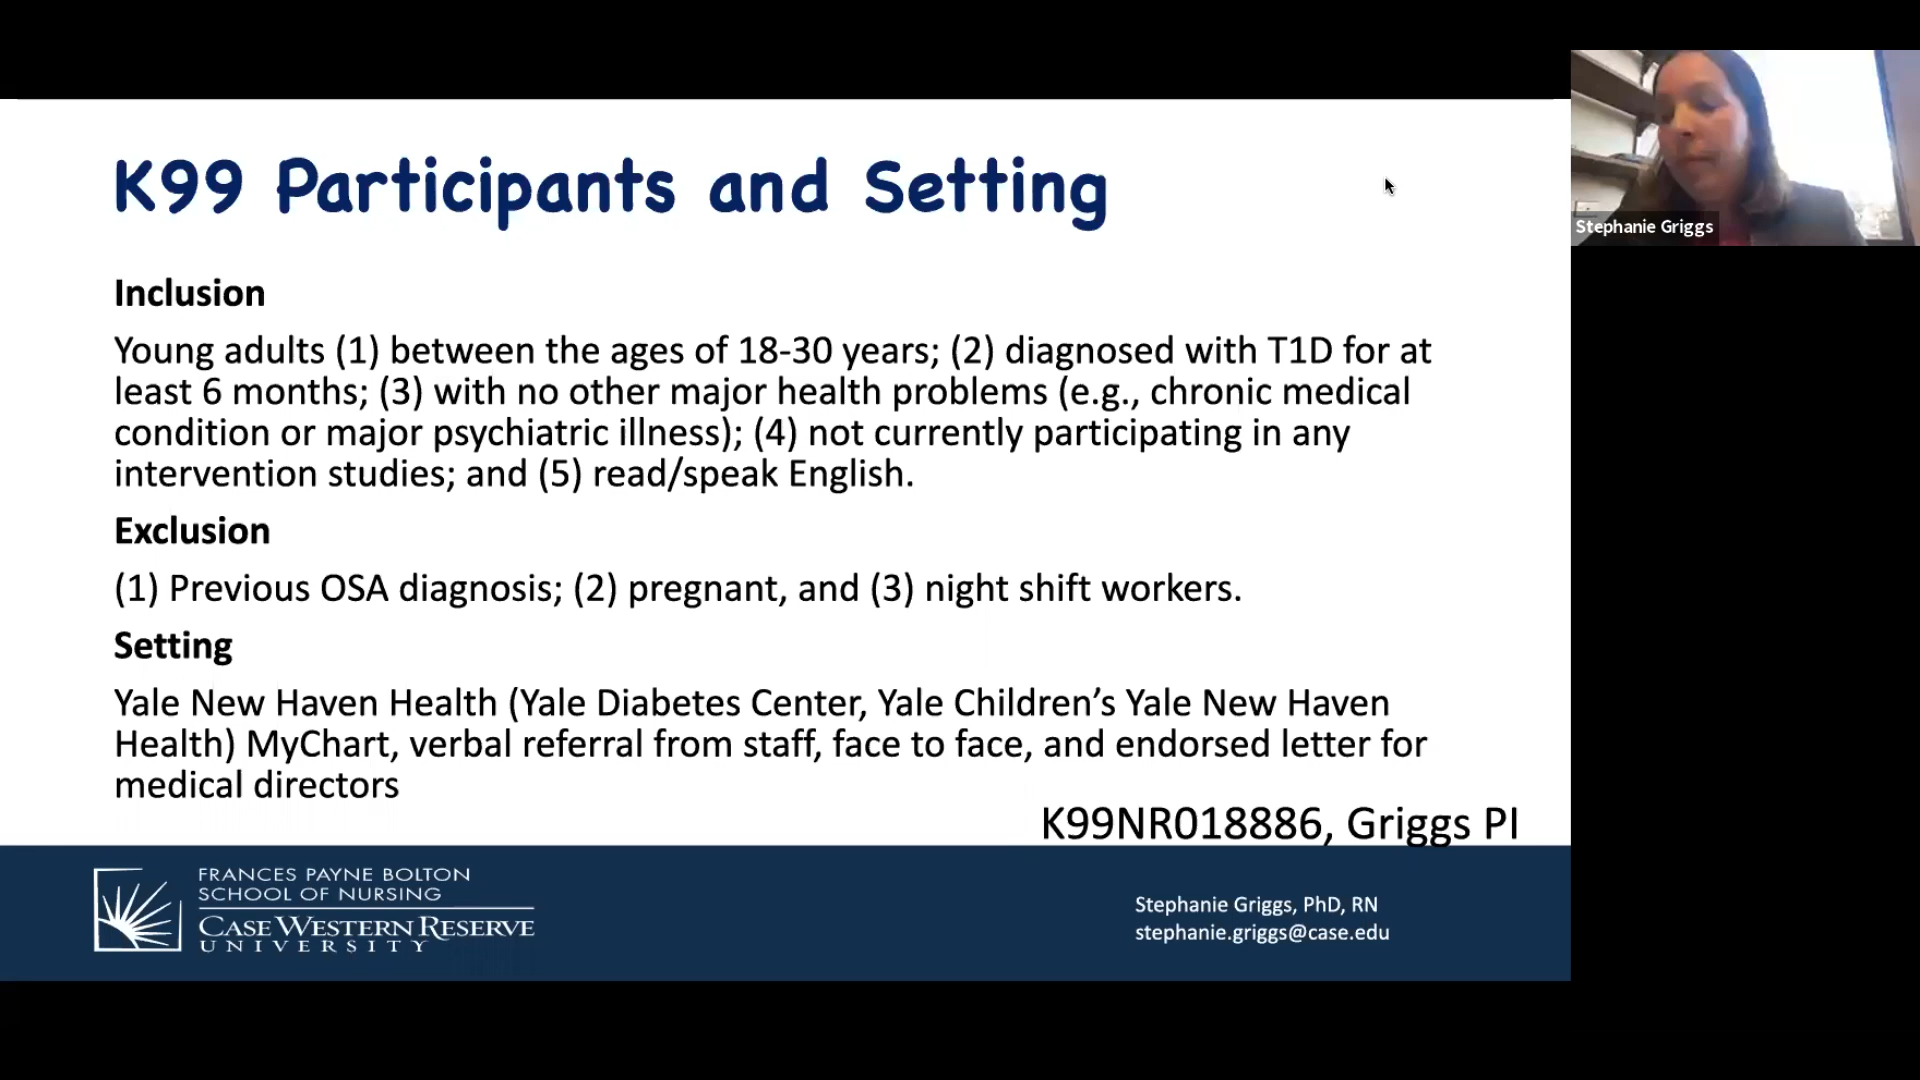 K99 Participants and Setting
Stephanie Griggs
Inclusion
Young adults (1) between the ages of 18-30 years; (2) diagnosed with T1D for at
least 6 months; (3) with no other major health problems (e.g., chronic medical
condition or major psychiatric illness); (4) not currently participating in any
intervention studies; and (5) read/speak English.
Exclusion
(1) Previous OSA diagnosis; (2) pregnant, and (3) night shift workers.
Setting
Yale New Haven Health (Yale Diabetes Center, Yale Children’s Yale New Haven
Health) MyChart, verbal referral from staff, face to face, and endorsed letter for
medical directors
K99NR018886, Griggs PI
FRANCES PAYNE BOLTON
SCHOOL OF NURSING
CASE WESTERN RESERVE
UNIVERSITY
Stephanie Griggs, PhD, RN
stephanie.griggs@case.edu